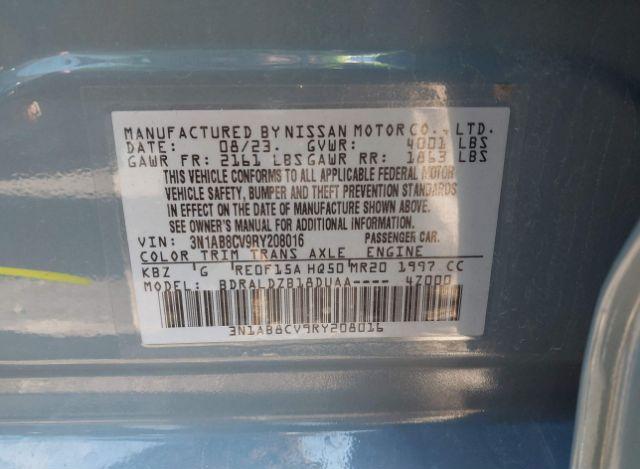 MANUFACTURED BY NISSAN MOTOR CO., LTD.
DATE: 08/23. GVWR: 4001 LBS
GAWR FR: 2161 LBS GAWR RR: 1863 LBS
THIS VEHICLE CONFORMS TO ALL APPLICABLE FEDERAL MOTOR
VEHICLE SAFETY, BUMPER AND THEFT PREVENTION STANDARDS
IN EFFECT ON THE DATE OF MANUFACTURE SHOWN ABOVE.
SEE OWNER'S MANUAL FOR ADDITIONAL INFORMATION.
VIN: 3N1AB8CV9RY208016 PASSENGER CAR.
COLOR TRIM TRANS AXLE ENGINE
KBZ G RE0F15A HQ50 MR20 1997 CC
MODEL: BDRALDZB18DUAA---- 4Z000
3N1AB8CV9RY208016